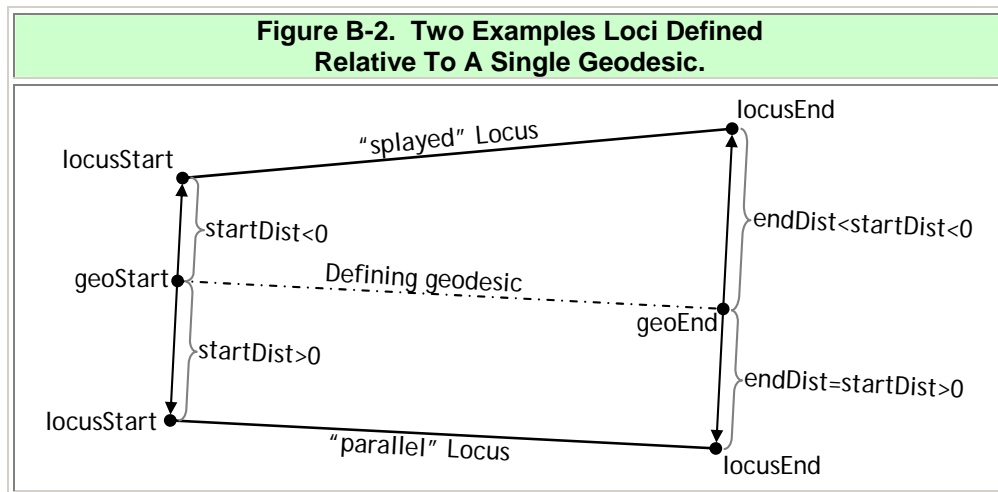 Figure B-2. Two Examples Loci Defined
Relative To A Single Geodesic.
locusEnd
"splayed" Locus
locusStart
startDist<0
endDist<startDist<0
geoStart
Defining geodesic
geoEnd
startDist>0
endDist=startDist>0
locusStart
"parallel" Locus
locusEnd